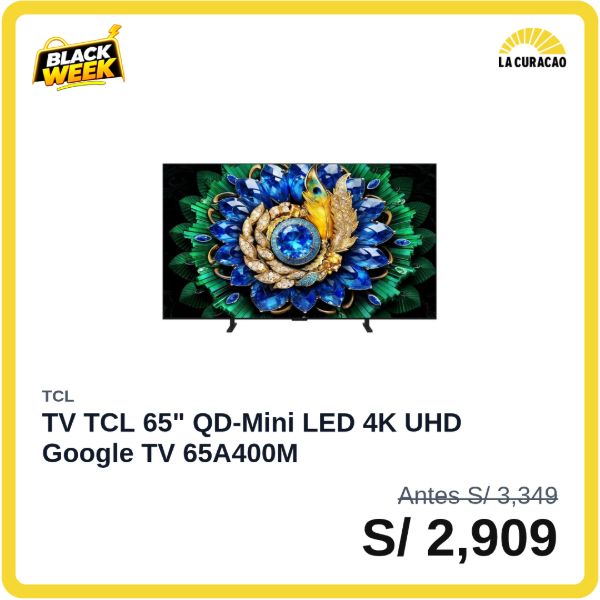 BLACK
WEEK
LA CURACAO
TCL
TV TCL 65" QD-Mini LED 4K UHD
Google TV 65A400M
Antes S/ 3,349
S/ 2,909